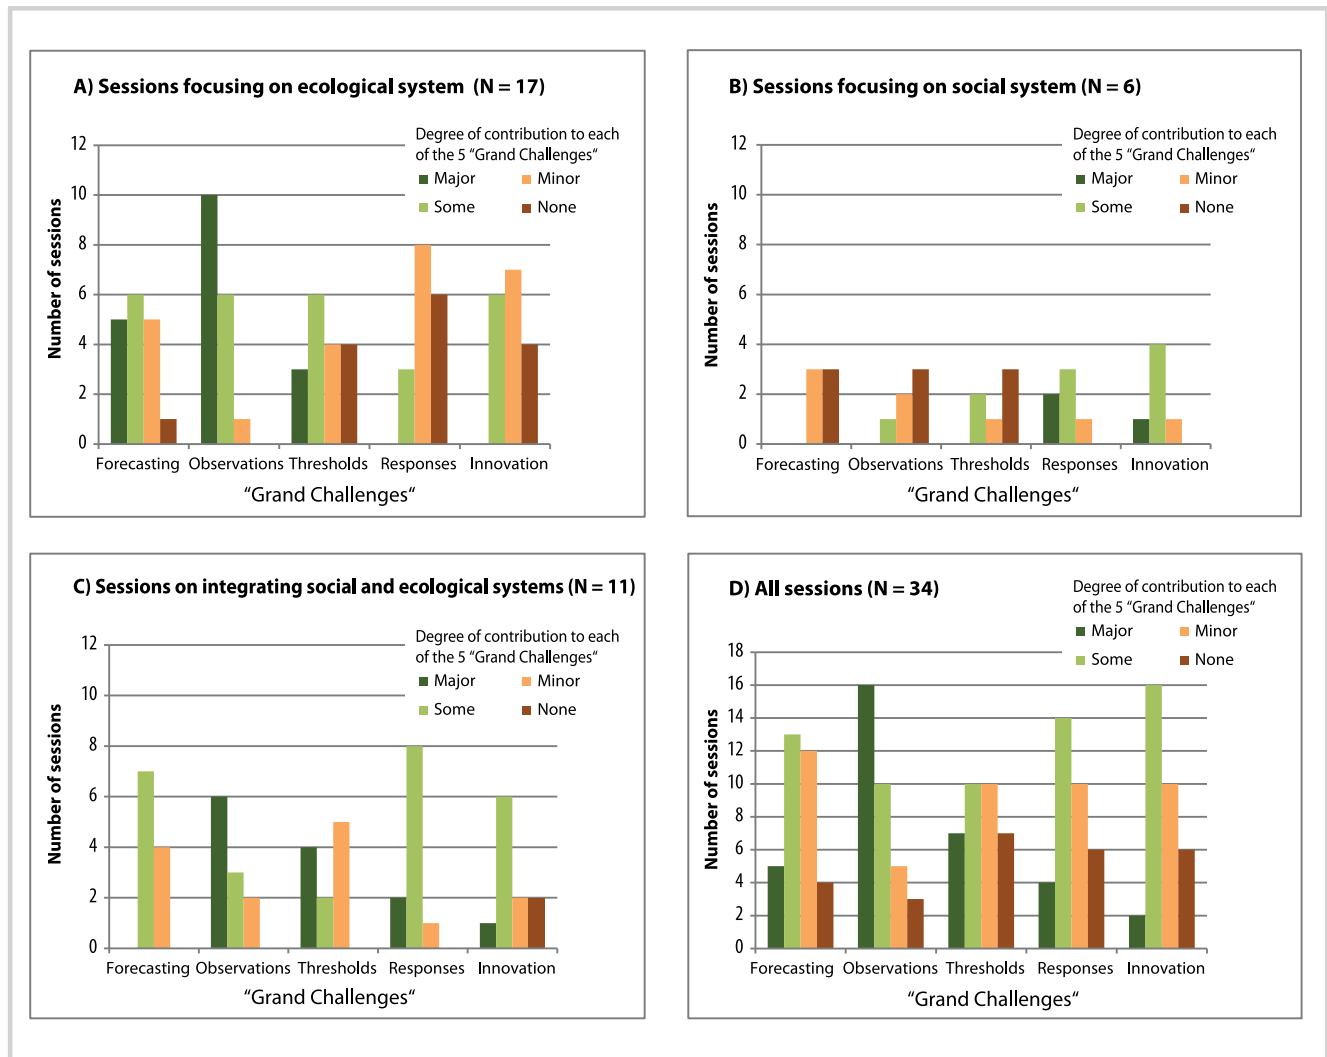 A) Sessions focusing on ecological system (N = 17)
Degree of contribution to each
of the 5 “Grand Challenges“
Major
Minor
Some
None
Number of sessions
12
10
8
6
4
2
0
Forecasting Observations Thresholds Responses Innovation
“Grand Challenges“
B) Sessions focusing on social system (N = 6)
Degree of contribution to each
of the 5 “Grand Challenges“
Major
Minor
Some
None
Number of sessions
12
10
8
6
4
2
0
Forecasting Observations Thresholds Responses Innovation
“Grand Challenges“
C) Sessions on integrating social and ecological systems (N = 11)
Degree of contribution to each
of the 5 “Grand Challenges“
Major
Minor
Some
None
Number of sessions
12
10
8
6
4
2
0
Forecasting Observations Thresholds Responses Innovation
“Grand Challenges“
D) All sessions (N = 34)
Degree of contribution to each
of the 5 “Grand Challenges“
Major
Minor
Some
None
Number of sessions
18
16
14
12
10
8
6
4
2
0
Forecasting Observations Thresholds Responses Innovation
“Grand Challenges“